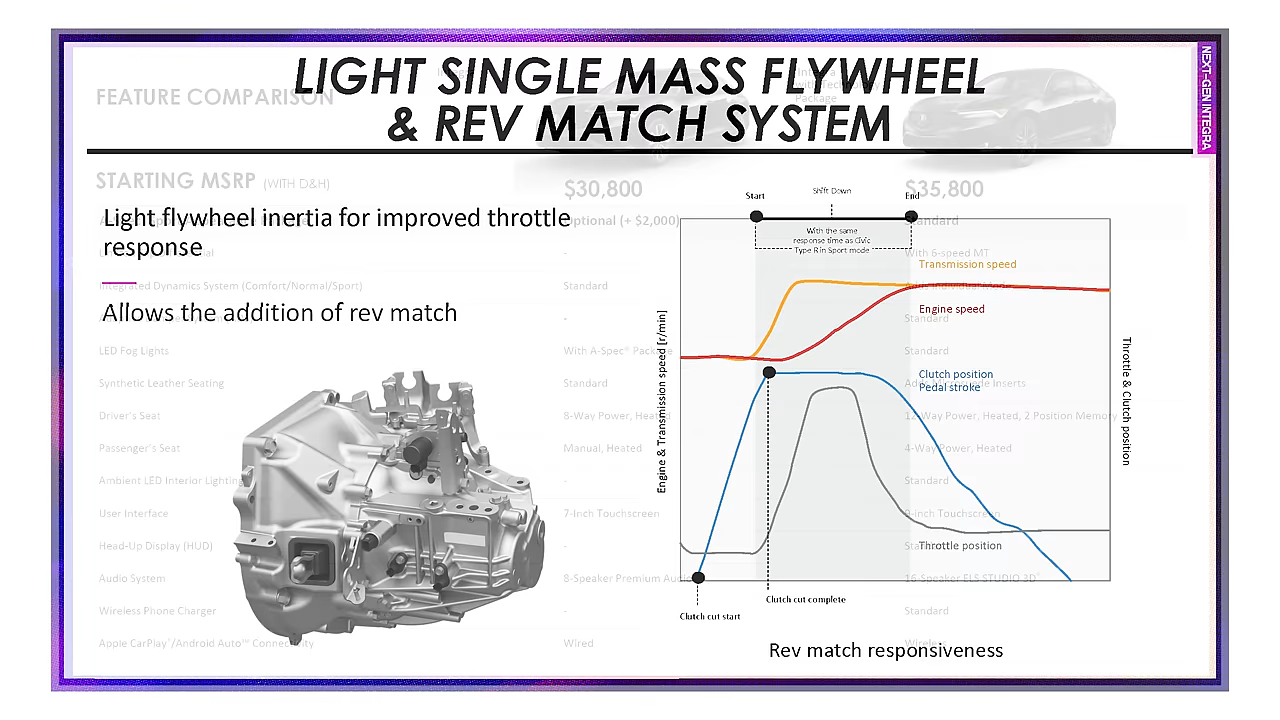 LIGHT SINGLE MASS FLYWHEEL
& REV MATCH SYSTEM
NEXT-GEN INTEGRA
FEATURE COMPARISON
Package
STARTING MSRP (WITH D&H)
$30,800
$35,800
Light flywheel inertia for improved throttle
response
Allows the addition of rev match
Optional (+ $2,000)
Standard
-
With 6-speed MT
Integrated Dynamics System (Comfort/Normal/Sport)
Standard
-
Standard
LED Fog Lights
With A-Spec® Package
Standard
Synthetic Leather Seating
Standard
Inserts
Driver's Seat
8-Way Power, Heated
12-Way Power, Heated, 2 Position Memory
Passenger's Seat
Manual, Heated
4-Way Power, Heated
Ambient LED Interior Lighting
-
Standard
User Interface
7-Inch Touchscreen
9-Inch Touchscreen
Head-Up Display (HUD)
-
Audio System
8-Speaker Premium Audio
16-Speaker ELS STUDIO 3D®
Wireless Phone Charger
-
Standard
Apple CarPlay®/Android Auto™ Connectivity
Wired
Wireless
Start
Shift Down
End
With the same
response time as Civic
Type R in Sport mode
Transmission speed
Engine speed
Clutch position
Pedal stroke
Throttle position
Engine & Transmission speed [r/min]
Throttle & Clutch position
Clutch cut complete
Clutch cut start
Rev match responsiveness